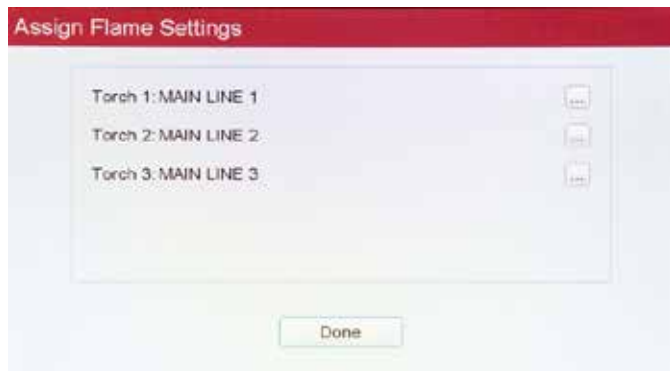 Assign Flame Settings
Torch 1: MAIN LINE 1
...
Torch 2: MAIN LINE 2
...
Torch 3: MAIN LINE 3
...
Done